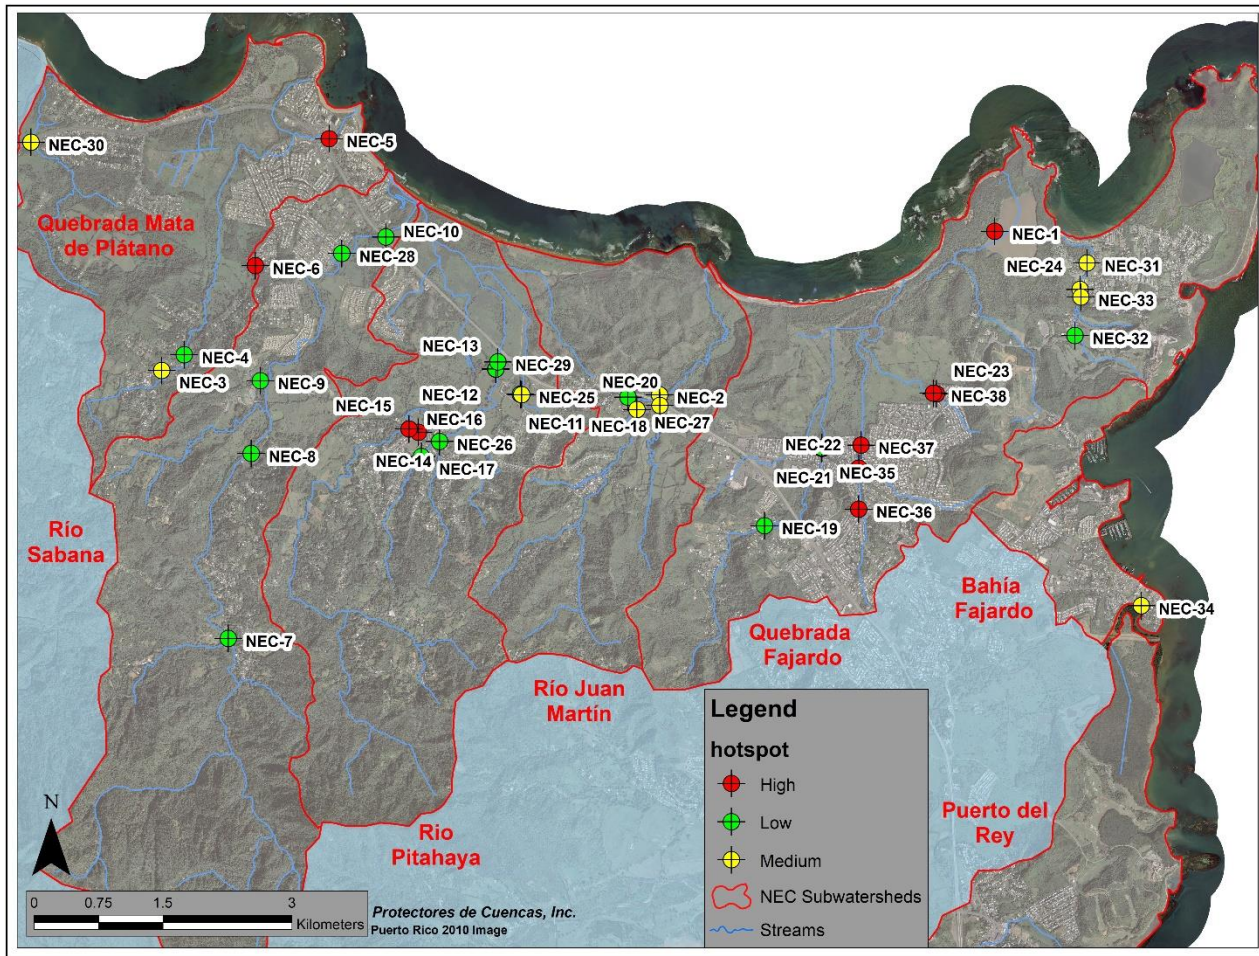 NEC-5
NEC-30
Quebrada Mata
de Plátano
NEC-10
NEC-28
NEC-6
NEC-1
NEC-24
NEC-31
NEC-33
NEC-32
NEC-4
NEC-3
NEC-9
NEC-13
NEC-29
NEC-12
NEC-25
NEC-11
NEC-20
NEC-2
NEC-18
NEC-27
NEC-23
NEC-38
NEC-15
NEC-16
NEC-26
NEC-14
NEC-17
NEC-8
NEC-22
NEC-37
NEC-21
NEC-35
NEC-36
NEC-19
Río
Sabana
NEC-7
Bahía
Fajardo
NEC-34
Quebrada
Fajardo
Río Juan
Martín
Puerto del
Rey
Rio
Pitahaya
N
0 0.75 1.5 3
Kilometers
Protectores de Cuencas, Inc.
Puerto Rico 2010 Image
Legend
hotspot
High
Low
Medium
NEC Subwatersheds
Streams